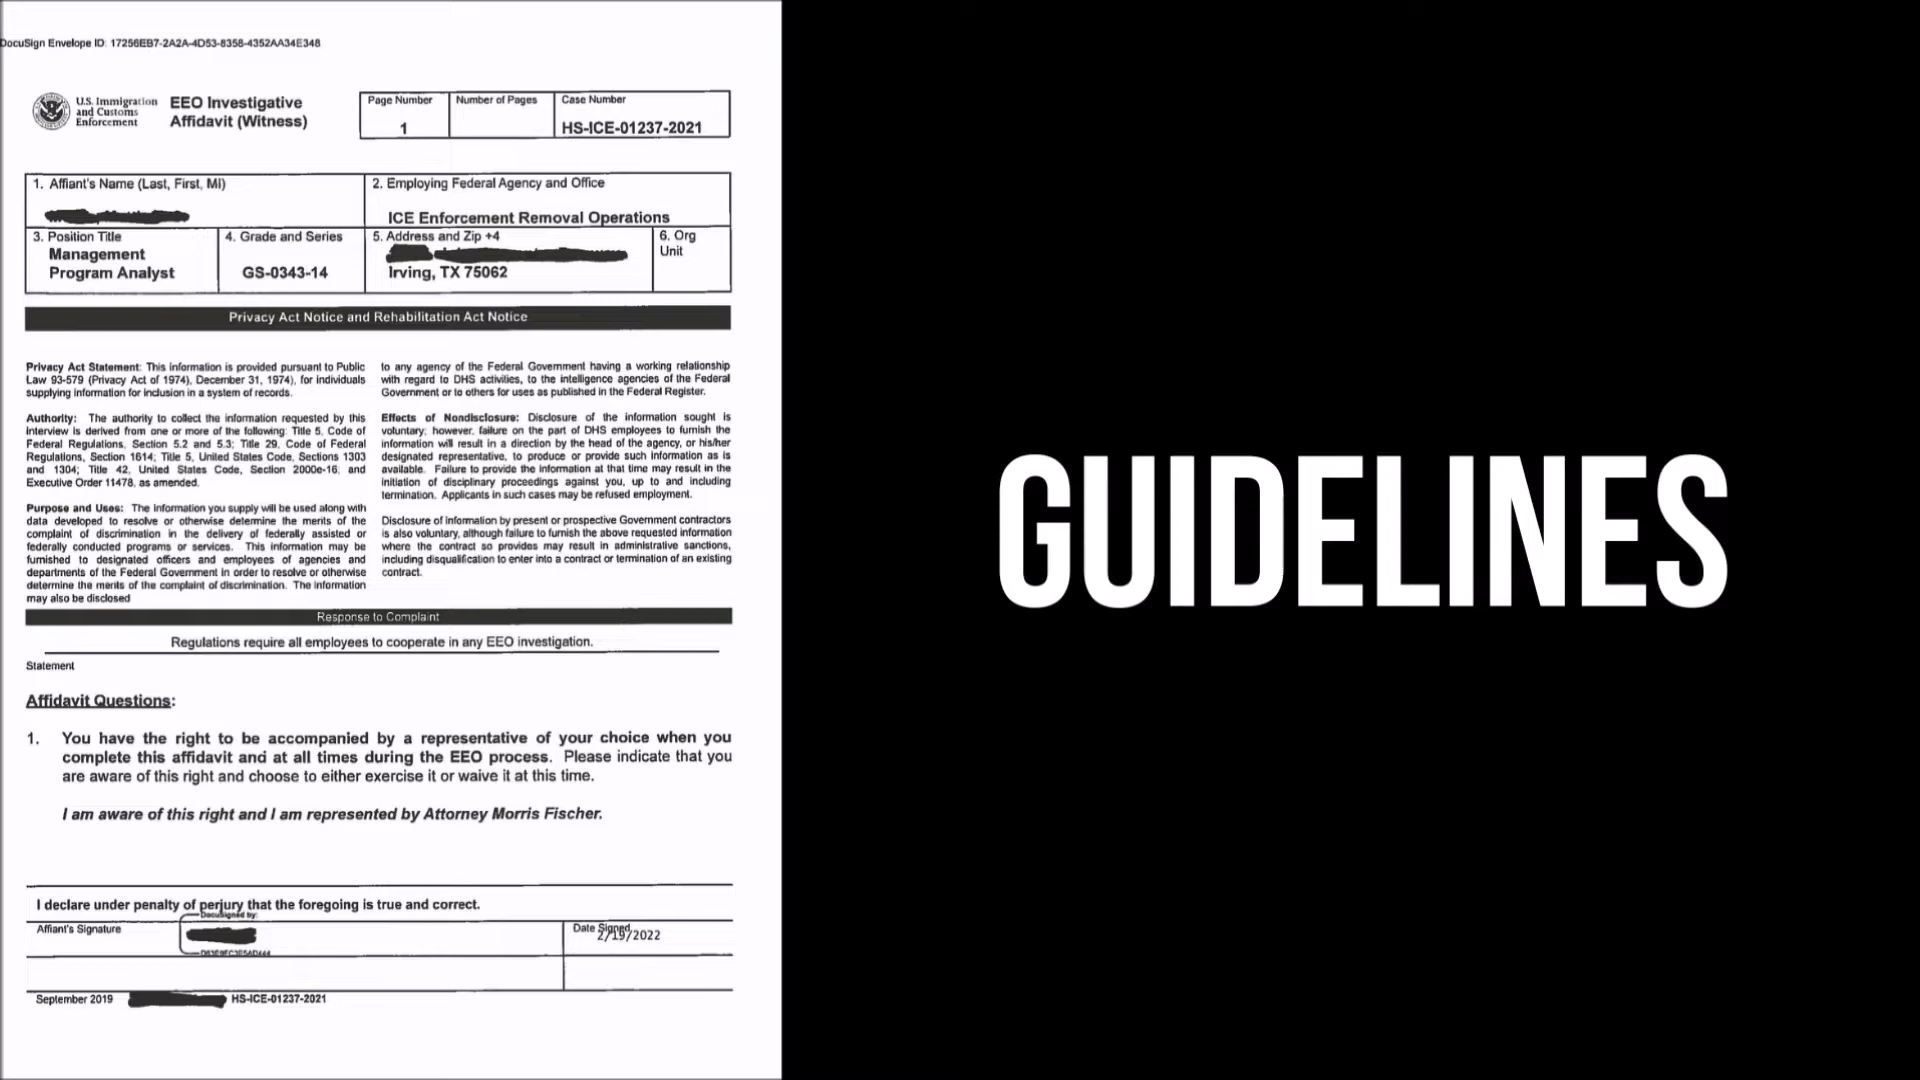 DocuSign Envelope ID: 17256EB7-2A2A-4D53-8358-4352AA34E348
U.S. Immigration
and Customs
Enforcement
EEO Investigative
Affidavit (Witness)
Page Number
1
Number of Pages
Case Number
HS-ICE-01237-2021
1. Affiant's Name (Last, First, MI)
2. Employing Federal Agency and Office
ICE Enforcement Removal Operations
3. Position Title
Management
Program Analyst
4. Grade and Series
GS-0343-14
5. Address and Zip +4
Irving, TX 75062
6. Org
Unit
Privacy Act Notice and Rehabilitation Act Notice
Privacy Act Statement: This information is provided pursuant to Public
Law 93-579 (Privacy Act of 1974), December 31, 1974), for individuals
supplying information for inclusion in a system of records.
Authority: The authority to collect the information requested by this
interview is derived from one or more of the following: Title 5, Code of
Federal Regulations, Section 5.2 and 5.3; Title 29, Code of Federal
Regulations, Section 1614; Title 5, United States Code, Sections 1303
and 1304; Title 42, United States Code, Section 2000e-16; and
Executive Order 11478, as amended.
Purpose and Uses: The information you supply will be used along with
data developed to resolve or otherwise determine the merits of the
complaint of discrimination in the delivery of federally assisted or
federally conducted programs or services. This information may be
furnished to designated officers and employees of agencies and
departments of the Federal Government in order to resolve or otherwise
determine the merits of the complaint of discrimination. The information
may also be disclosed
to any agency of the Federal Government having a working relationship
with regard to DHS activities, to the intelligence agencies of the Federal
Government or to others for uses as published in the Federal Register.
Effects of Nondisclosure: Disclosure of the information sought is
voluntary; however, failure on the part of DHS employees to furnish the
information will result in a direction by the head of the agency, or his/her
designated representative, to produce or provide such information as is
available. Failure to provide the information at that time may result in the
initiation of disciplinary proceedings against you, up to and including
termination. Applicants in such cases may be refused employment.
Disclosure of information by present or prospective Government contractors
is also voluntary, although failure to furnish the above requested information
where the contract so provides may result in administrative sanctions,
including disqualification to enter into a contract or termination of an existing
contract.
Response to Complaint
Regulations require all employees to cooperate in any EEO investigation.
Statement
Affidavit Questions:
1. You have the right to be accompanied by a representative of your choice when you
complete this affidavit and at all times during the EEO process. Please indicate that you
are aware of this right and choose to either exercise it or waive it at this time.
I am aware of this right and I am represented by Attorney Morris Fischer.
I declare under penalty of perjury that the foregoing is true and correct.
Affiant's Signature
DocuSigned by:
Date Signed
2/19/2022
September 2019
HS-ICE-01237-2021
GUIDELINES